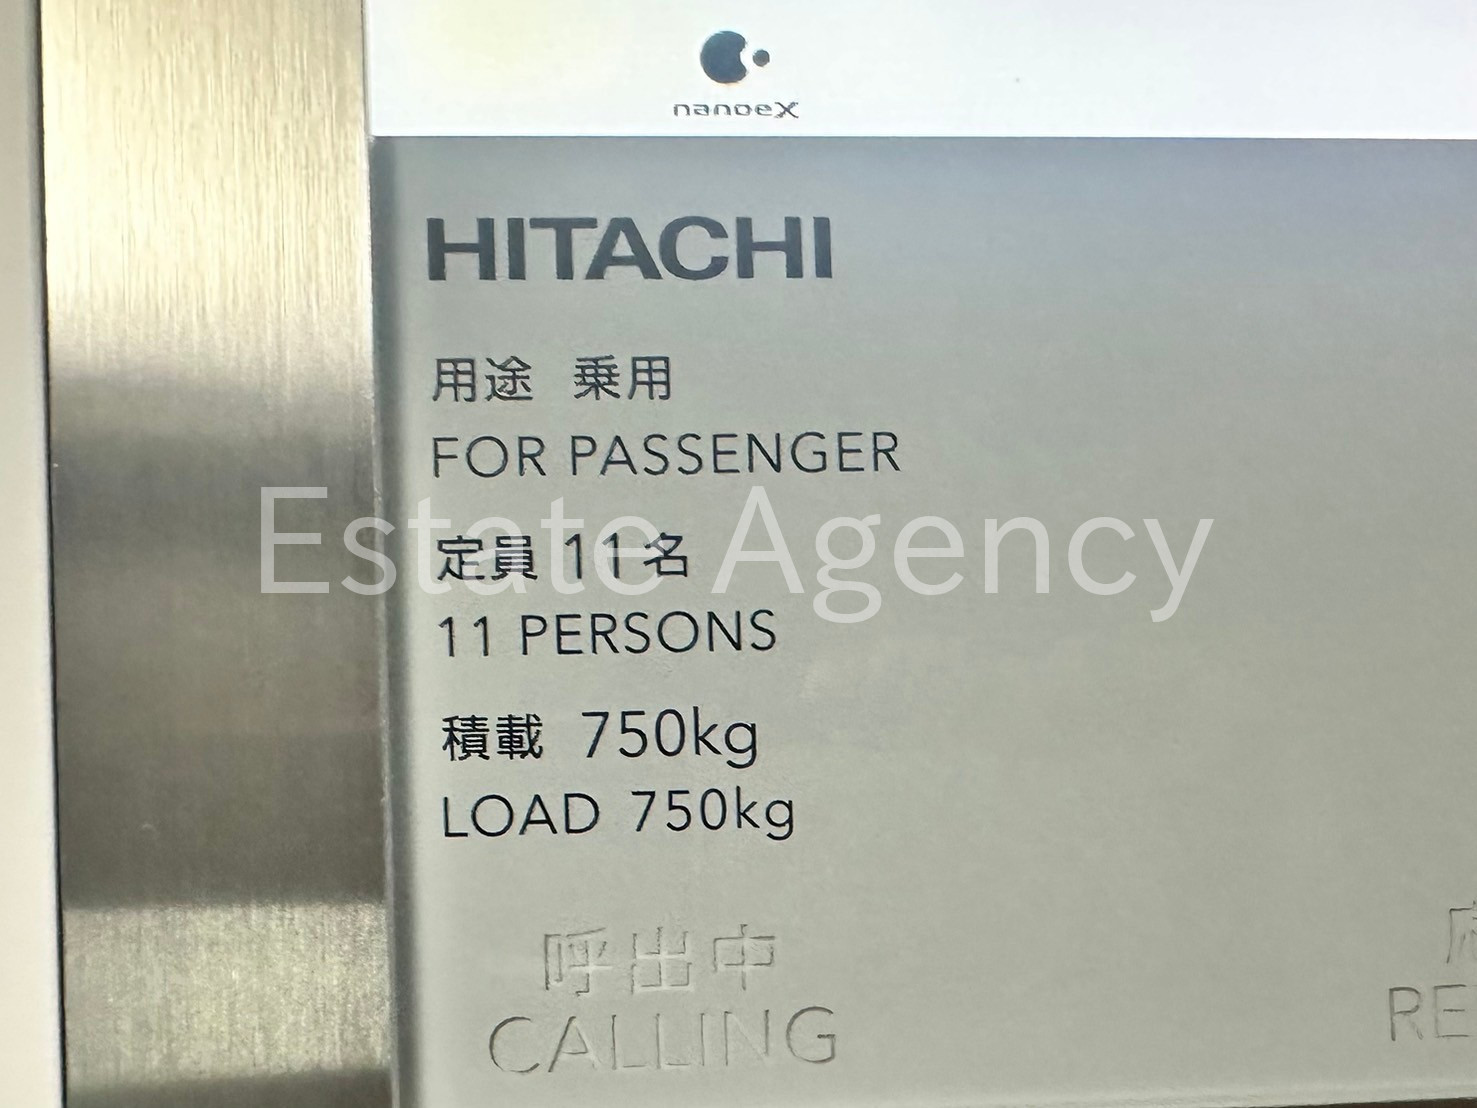 nanoeX
HITACHI
用途 乗用
FOR PASSENGER
Estate Agency
定員 11名
11 PERSONS
積載 750kg
LOAD 750kg
呼出中
CALLING
RE